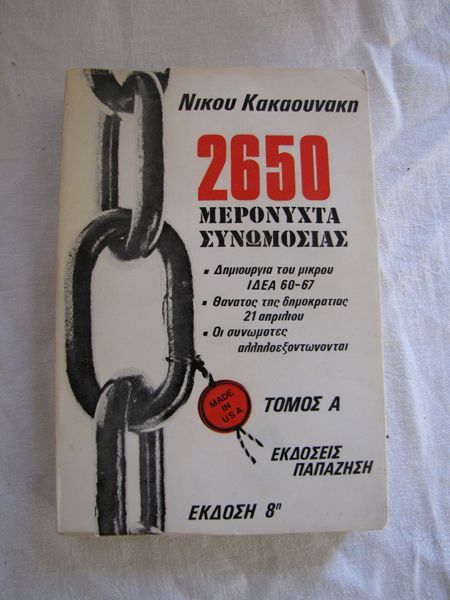 Νικου Κακαουνακη
2650
ΜΕΡΟΝΥΧΤΑ
ΣΥΝΩΜΟΣΙΑΣ
▪ Δημιουργια του μικρου
ΙΔΕΑ 60-67
▪ Θανατος της δημοκρατιας
21 απριλιου
▪ Οι συνωμοτες
αλληλοεξοντωνονται
MADE
IN
USA
ΤΟΜΟΣ Α
ΕΚΔΟΣΕΙΣ
ΠΑΠΑΖΗΣΗ
ΕΚΔΟΣΗ 8η